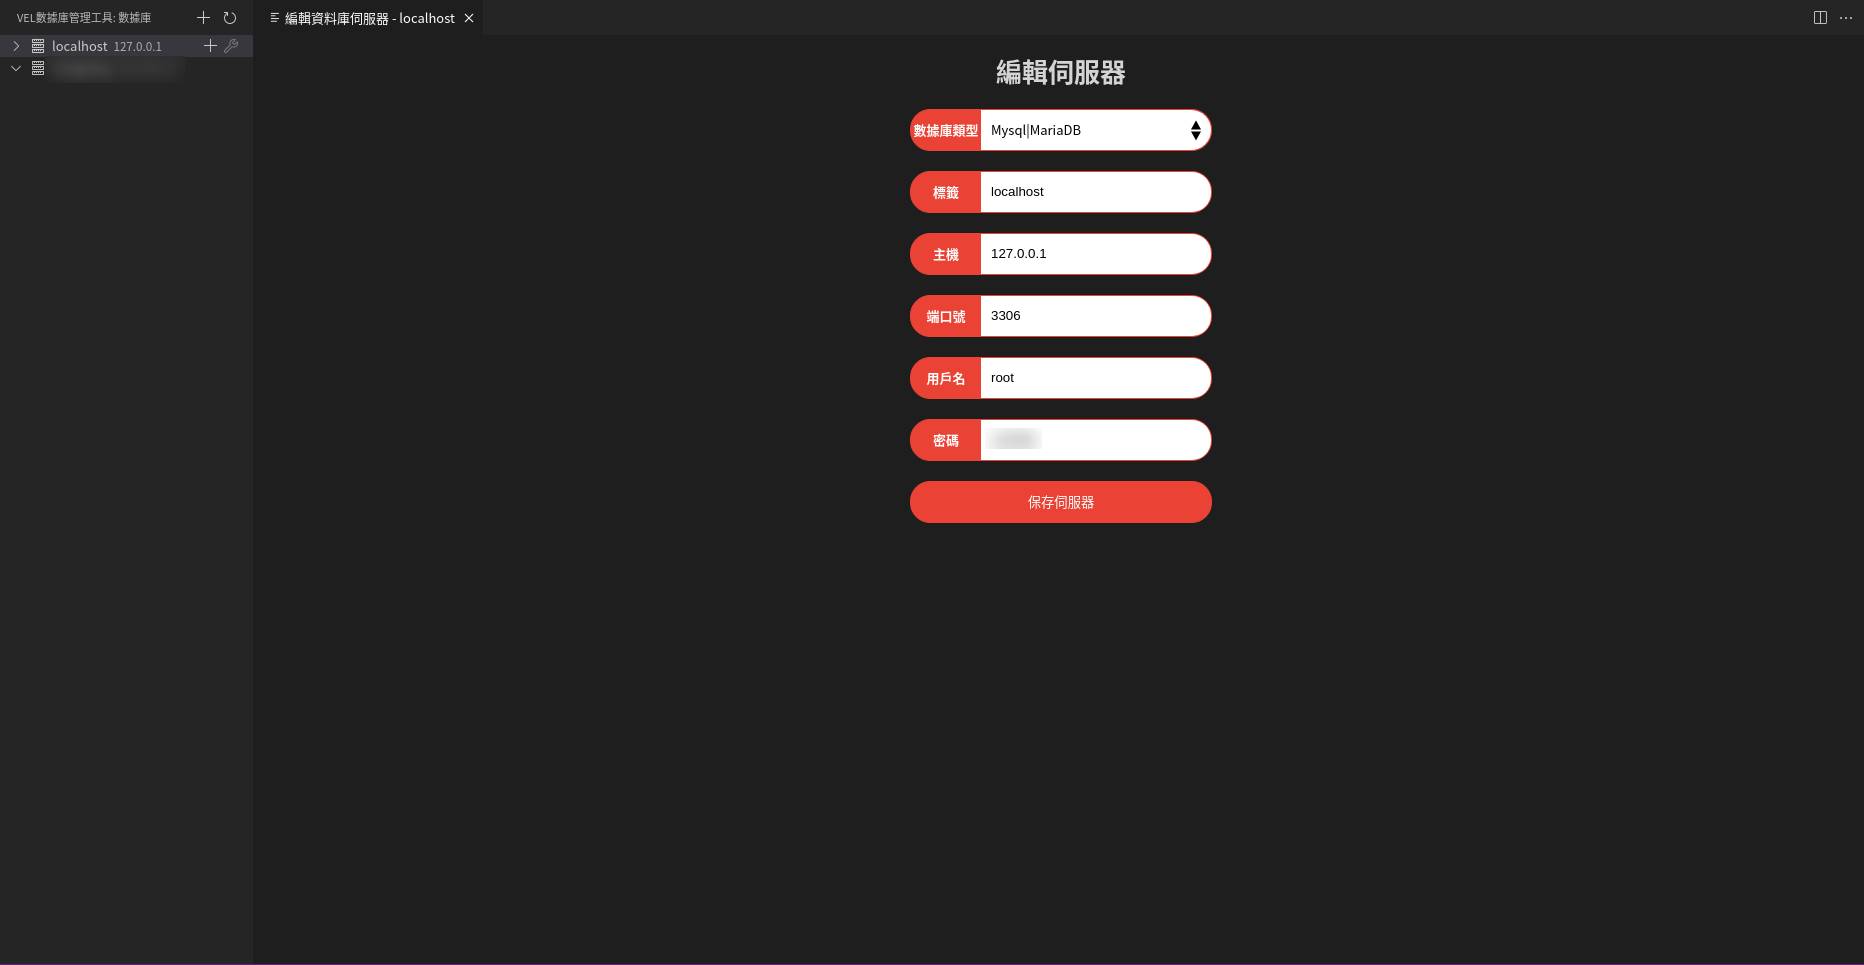 VEL數據庫管理工具: 數據庫
編輯資料庫伺服器 - localhost
localhost 127.0.0.1
編輯伺服器
數據庫類型 Mysql|MariaDB
標籤 localhost
主機 127.0.0.1
端口號 3306
用戶名 root
密碼
保存伺服器